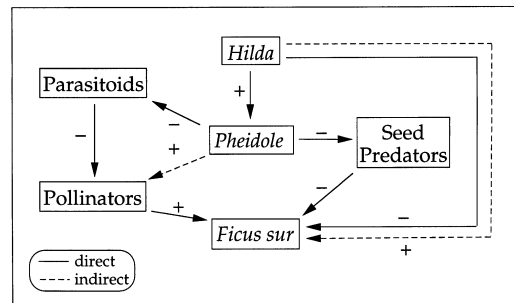 Hilda
Parasitoids
+
−
−
Pheidole
−
Seed
Predators
+
−
Pollinators
+
Ficus sur
−
+
direct
indirect